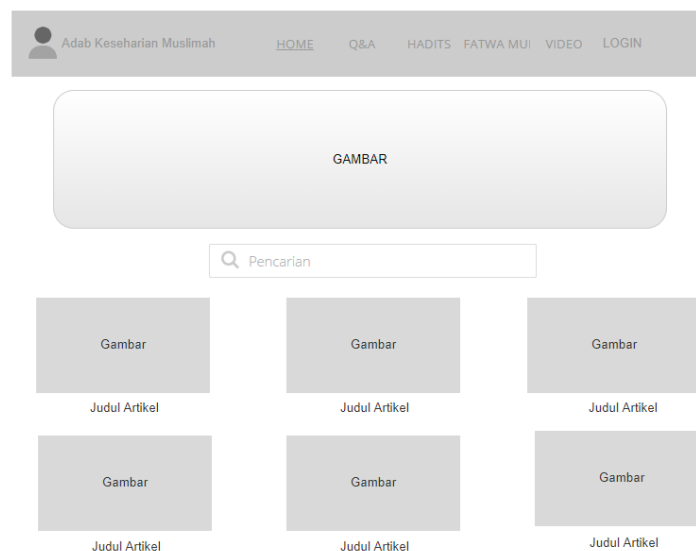 Adab Keseharian Muslimah HOME Q&A HADITS FATWA MUI VIDEO LOGIN
GAMBAR
Pencarian
Gambar Gambar Gambar
Judul Artikel Judul Artikel Judul Artikel
Gambar Gambar Gambar
Judul Artikel Judul Artikel Judul Artikel